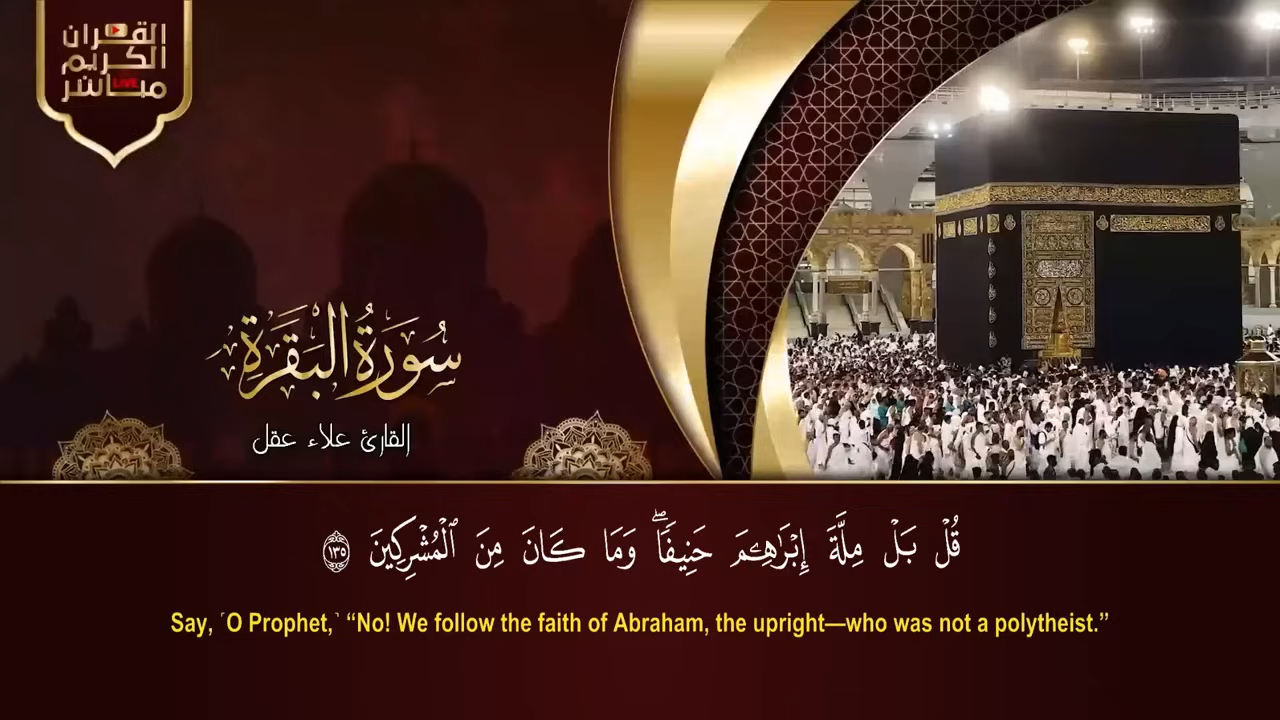 القرآن
الكريم
مباشر
LIVE
سُورَةُ البَقَرَة
القارئ علاء عقل
قُلْ بَلْ مِلَّةَ إِبْرَٰهِـۧمَ حَنِيفًۭا ۖ وَمَا كَانَ مِنَ ٱلْمُشْرِكِينَ ١٣٥
Say, ˹O Prophet,˺ “No! We follow the faith of Abraham, the upright—who was not a polytheist.”